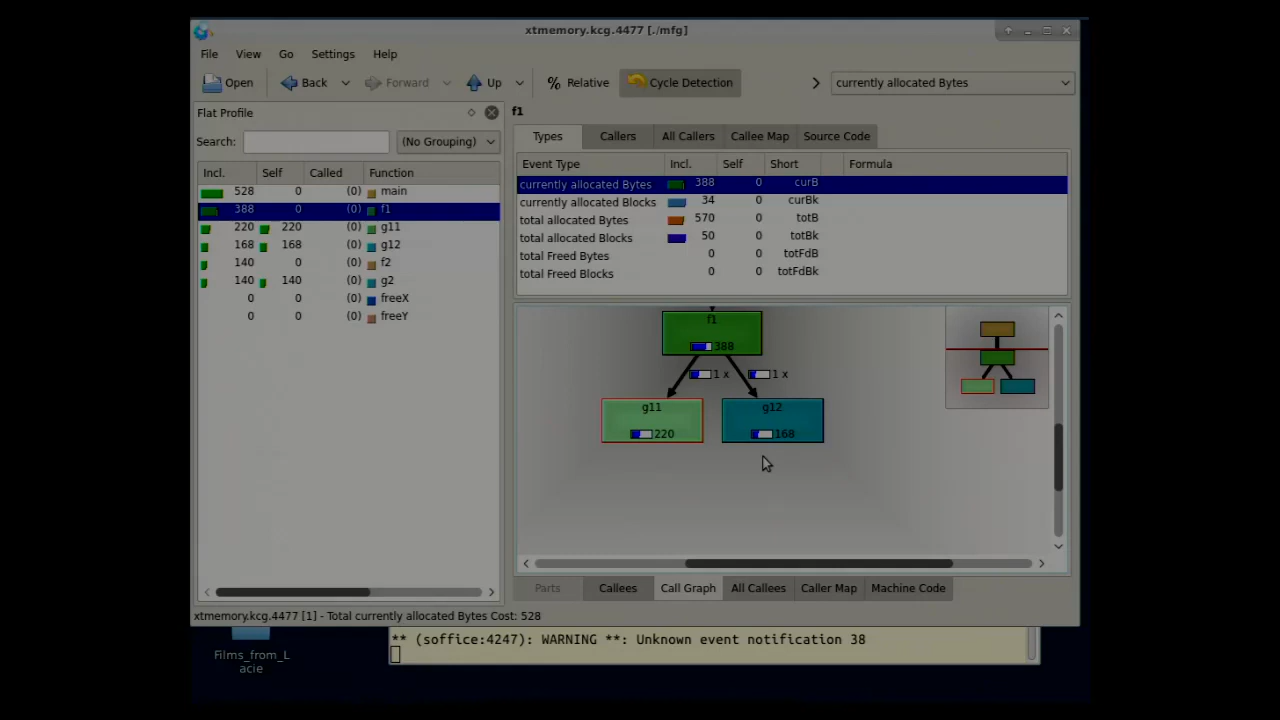 xtmemory.kcg.4477 [./mfg]
File View Go Settings Help
Open Back Forward Up % Relative Cycle Detection currently allocated Bytes
Flat Profile
Search: (No Grouping)
Incl. Self Called Function
528 0 (0) main
388 0 (0) f1
220 220 (0) g11
168 168 (0) g12
140 0 (0) f2
140 140 (0) g2
0 0 (0) freeX
0 0 (0) freeY
f1
Types Callers All Callers Callee Map Source Code
Event Type Incl. Self Short Formula
currently allocated Bytes 388 0 curB
currently allocated Blocks 34 0 curBk
total allocated Bytes 570 0 totB
total allocated Blocks 50 0 totBk
total Freed Bytes 0 0 totFdB
total Freed Blocks 0 0 totFdBk
f1
388
1 x 1 x
g11 g12
220 168
Parts Callees Call Graph All Callees Caller Map Machine Code
xtmemory.kcg.4477 [1] - Total currently allocated Bytes Cost: 528
** (soffice:4247): WARNING **: Unknown event notification 38
Films_from_L
acie